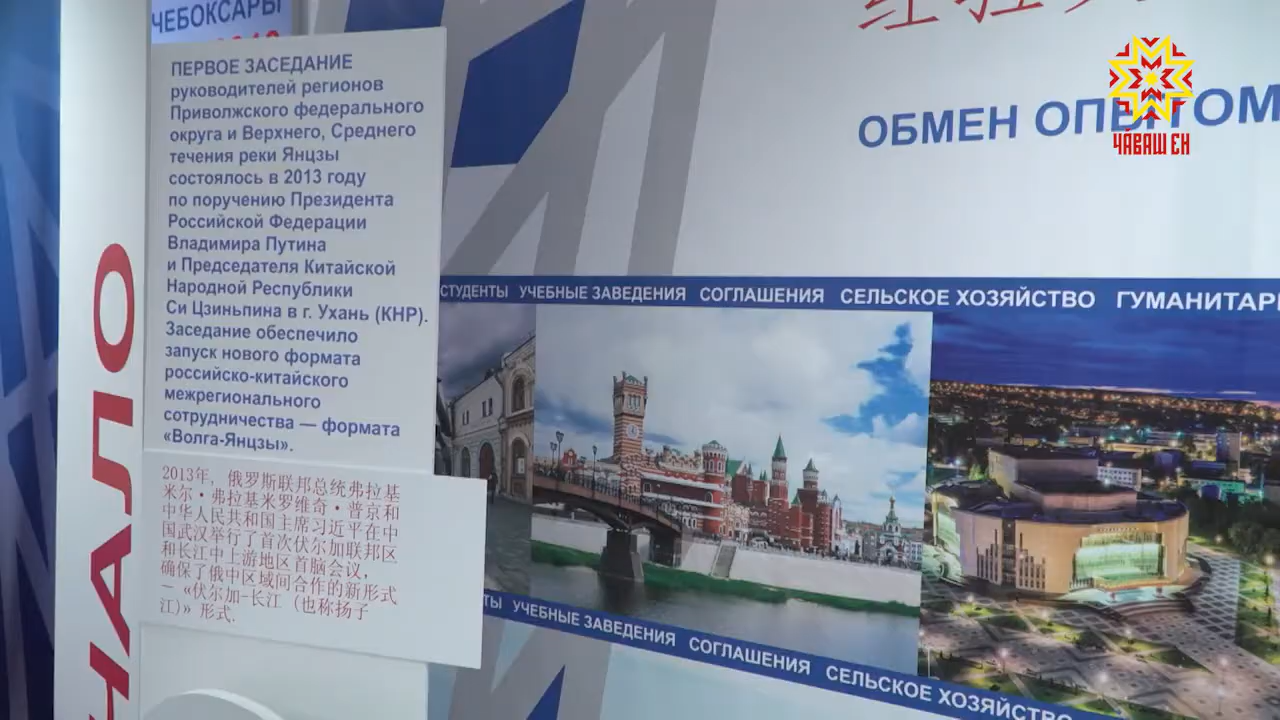 ЧЕБОКСАРЫ
ПЕРВОЕ ЗАСЕДАНИЕ
руководителей регионов
Приволжского федерального
округа и Верхнего, Среднего
течения реки Янцзы
состоялось в 2013 году
по поручению Президента
Российской Федерации
Владимира Путина
и Председателя Китайской
Народной Республики
Си Цзиньпина в г. Ухань (КНР).
Заседание обеспечило
запуск нового формата
российско-китайского
межрегионального
сотрудничества — формата
«Волга-Янцзы».
2013年，俄罗斯联邦总统弗拉基
米尔·弗拉基米罗维奇·普京和
中华人民共和国主席习近平在中
国武汉举行了首次伏尔加联邦区
和长江中上游地区首脑会议，
确保了俄中区域间合作的新形式
— «伏尔加-长江 (也称扬子
江)» 形式.
НАЛО
ОБМЕН ОПЫТОМ
ЧӐВАШ ЕН
СТУДЕНТЫ УЧЕБНЫЕ ЗАВЕДЕНИЯ СОГЛАШЕНИЯ СЕЛЬСКОЕ ХОЗЯЙСТВО ГУМАНИТАР
ТЫ УЧЕБНЫЕ ЗАВЕДЕНИЯ СОГЛАШЕНИЯ СЕЛЬСКОЕ ХОЗЯЙСТВО